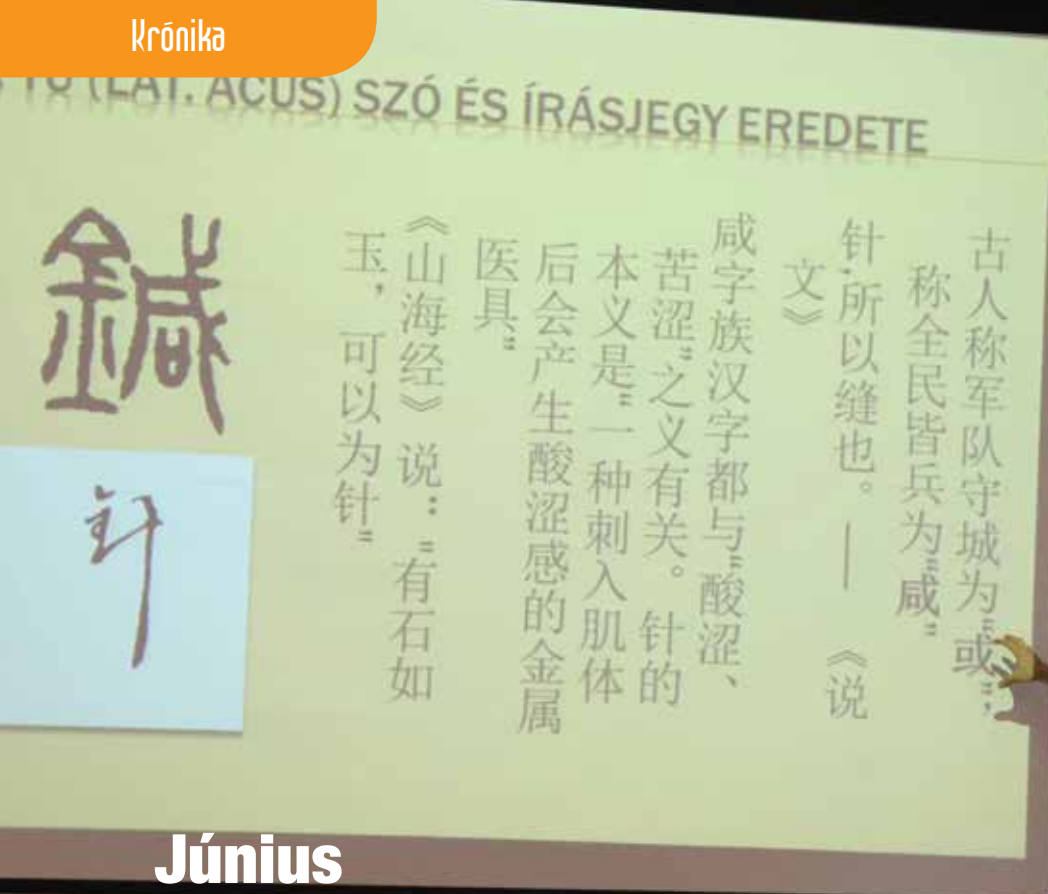 Krónika
(LAT. ACUS) SZÓ ÉS ÍRÁSJEGY EREDETE
古人称军队守城为"或",
称全民皆兵为"咸"
针,所以缝也。——《说
文》
咸字族汉字都与"酸涩、
苦涩"之义有关。针的
本义是"一种刺入肌体
后会产生酸涩感的金属
医具"
《山海经》说："有石如
玉，可以为针"
鍼
針
Június